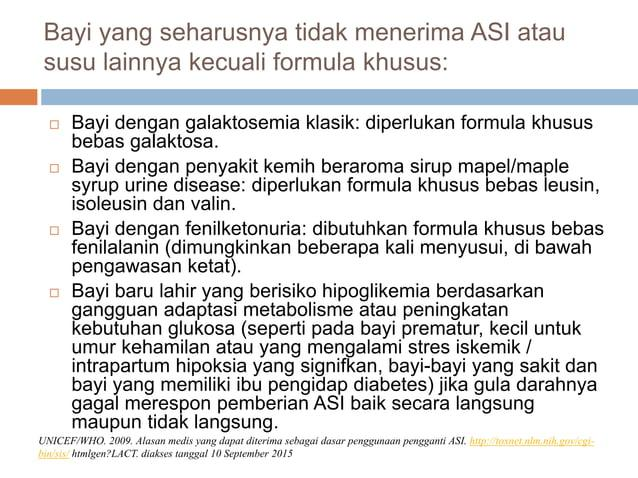 Bayi yang seharusnya tidak menerima ASI atau
susu lainnya kecuali formula khusus:
Bayi dengan galaktosemia klasik: diperlukan formula khusus
bebas galaktosa.
Bayi dengan penyakit kemih beraroma sirup mapel/maple
syrup urine disease: diperlukan formula khusus bebas leusin,
isoleusin dan valin.
Bayi dengan fenilketonuria: dibutuhkan formula khusus bebas
fenilalanin (dimungkinkan beberapa kali menyusui, di bawah
pengawasan ketat).
Bayi baru lahir yang berisiko hipoglikemia berdasarkan
gangguan adaptasi metabolisme atau peningkatan
kebutuhan glukosa (seperti pada bayi prematur, kecil untuk
umur kehamilan atau yang mengalami stres iskemik /
intrapartum hipoksia yang signifkan, bayi-bayi yang sakit dan
bayi yang memiliki ibu pengidap diabetes) jika gula darahnya
gagal merespon pemberian ASI baik secara langsung
maupun tidak langsung.
UNICEF/WHO. 2009. Alasan medis yang dapat diterima sebagai dasar penggunaan pengganti ASI. http://toxnet.nlm.nih.gov/cgi-
bin/sis/ htmlgen?LACT. diakses tanggal 10 September 2015